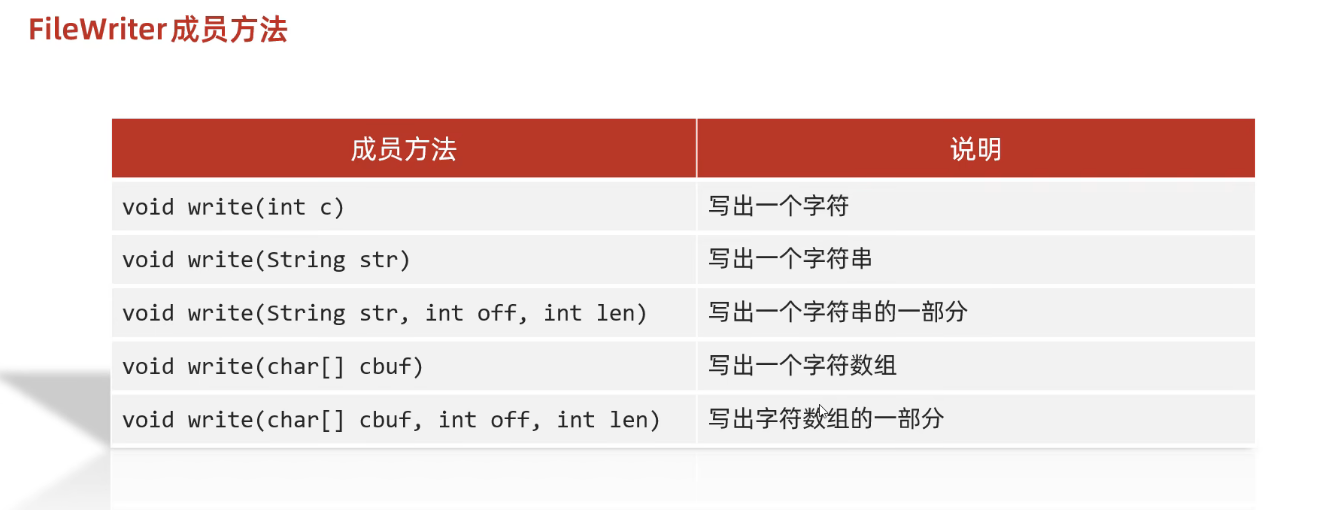 FileWriter成员方法
成员方法 说明
void write(int c) 写出一个字符
void write(String str) 写出一个字符串
void write(String str, int off, int len) 写出一个字符串的一部分
void write(char[] cbuf) 写出一个字符数组
void write(char[] cbuf, int off, int len) 写出字符数组的一部分